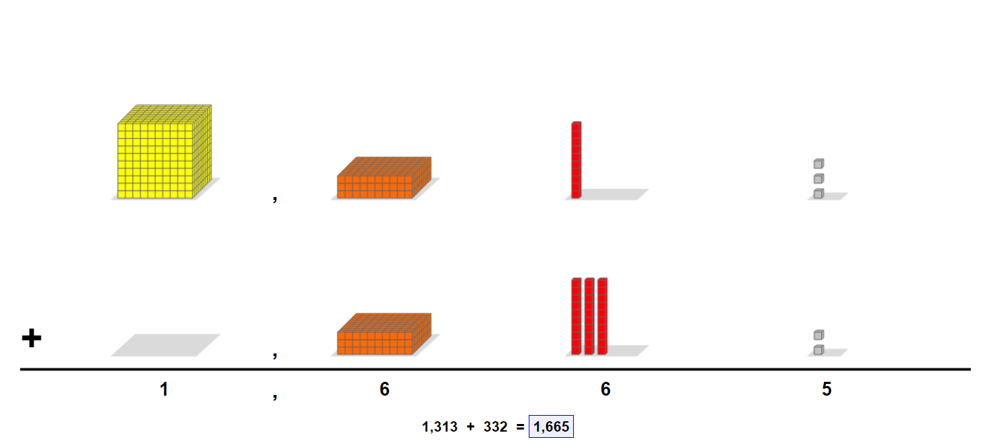 ,
+ ,
1 , 6 6 5
1,313 + 332 = 1,665